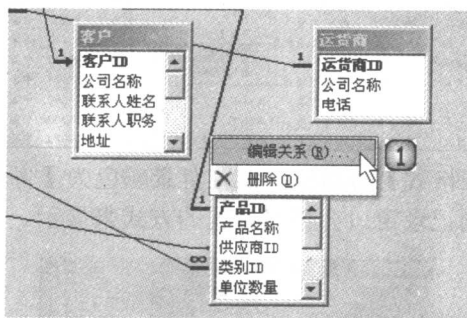 客户
1
客户ID
公司名称
联系人姓名
联系人职务
地址
运货商
1
运货商ID
公司名称
电话
编辑关系(R)...
1
删除(D)
1
产品ID
产品名称
供应商ID
∞
类别ID
单位数量